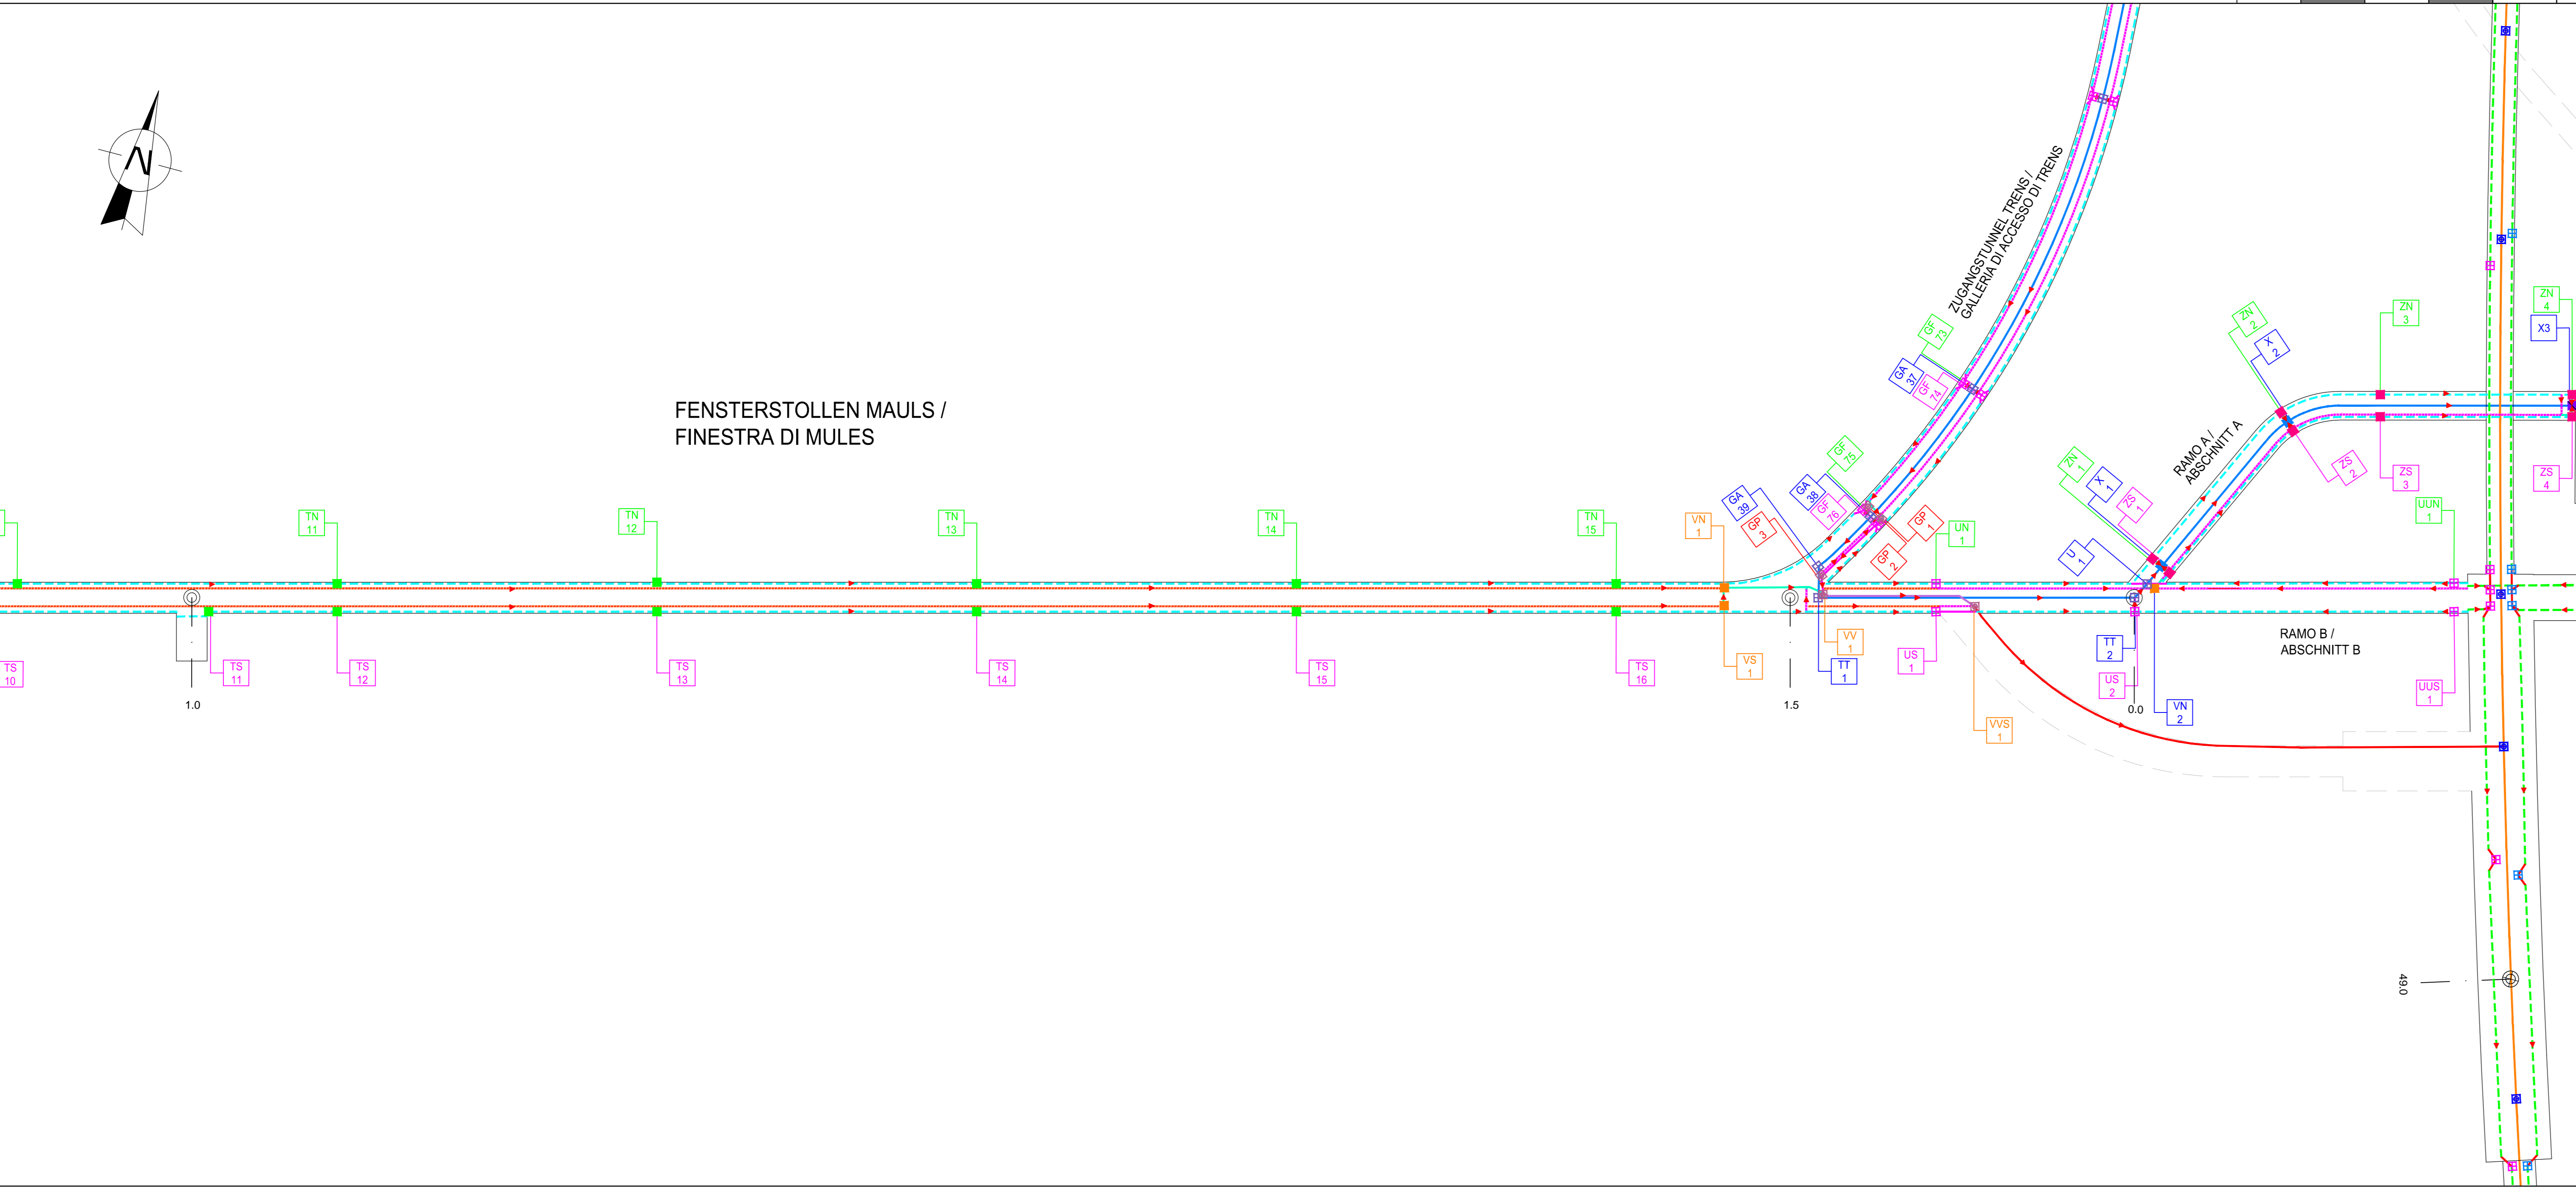 N
ZUGANGSTUNNEL TRENS /
GALLERIA DI ACCESSO DI TRENS
FENSTERSTOLLEN MAULS /
FINESTRA DI MULES
RAMO A /
ABSCHNITT A
RAMO B /
ABSCHNITT B
TN
11
TN
12
TN
13
TN
14
TN
15
VN
1
GA
39
GP
3
GA
38
GF
75
GF
76
GA
37
GF
73
GF
74
GP
1
GP
2
UN
1
U
1
ZN
1
X
1
ZS
1
ZN
2
X
2
ZS
2
ZN
3
ZS
3
ZN
4
X3
ZS
4
UUN
1
TS
10
TS
11
TS
12
TS
13
TS
14
TS
15
TS
16
VS
1
VV
1
TT
1
US
1
VVS
1
TT
2
US
2
VN
2
UUS
1
1.0
1.5
0.0
49.0